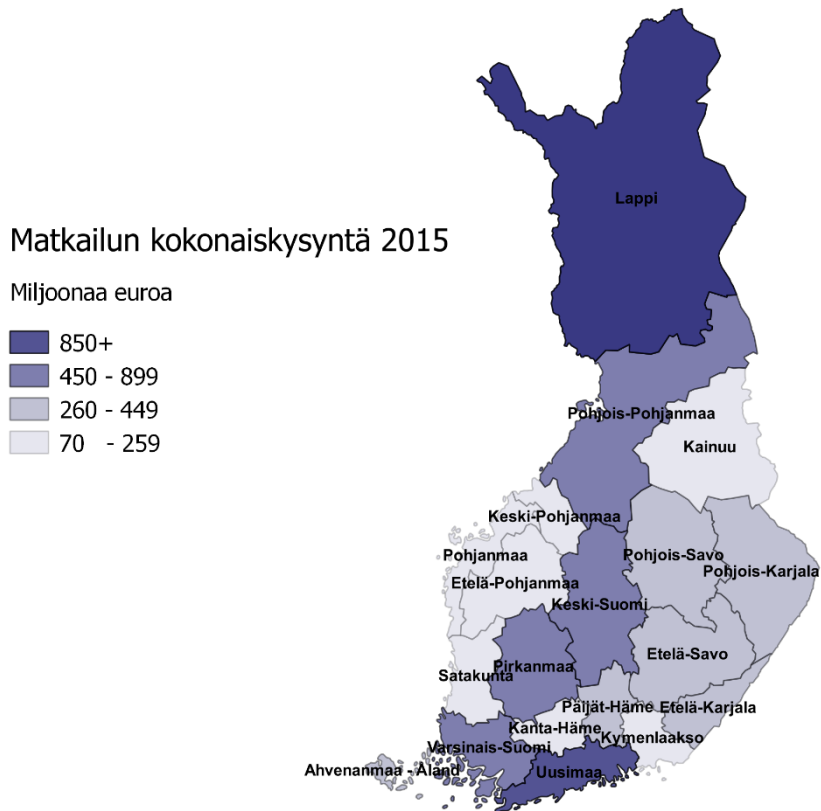 Lappi
Matkailun kokonaiskysyntä 2015
Miljoonaa euroa
850+
450 - 899
260 - 449
70 - 259
Pohjois-Pohjanmaa
Kainuu
Keski-Pohjanmaa
Pohjanmaa
Pohjois-Savo
Pohjois-Karjala
Etelä-Pohjanmaa
Keski-Suomi
Etelä-Savo
Pirkanmaa
Satakunta
Päijät-Häme
Etelä-Karjala
Kanta-Häme
Kymenlaakso
Varsinais-Suomi
Ahvenanmaa - Åland
Uusimaa